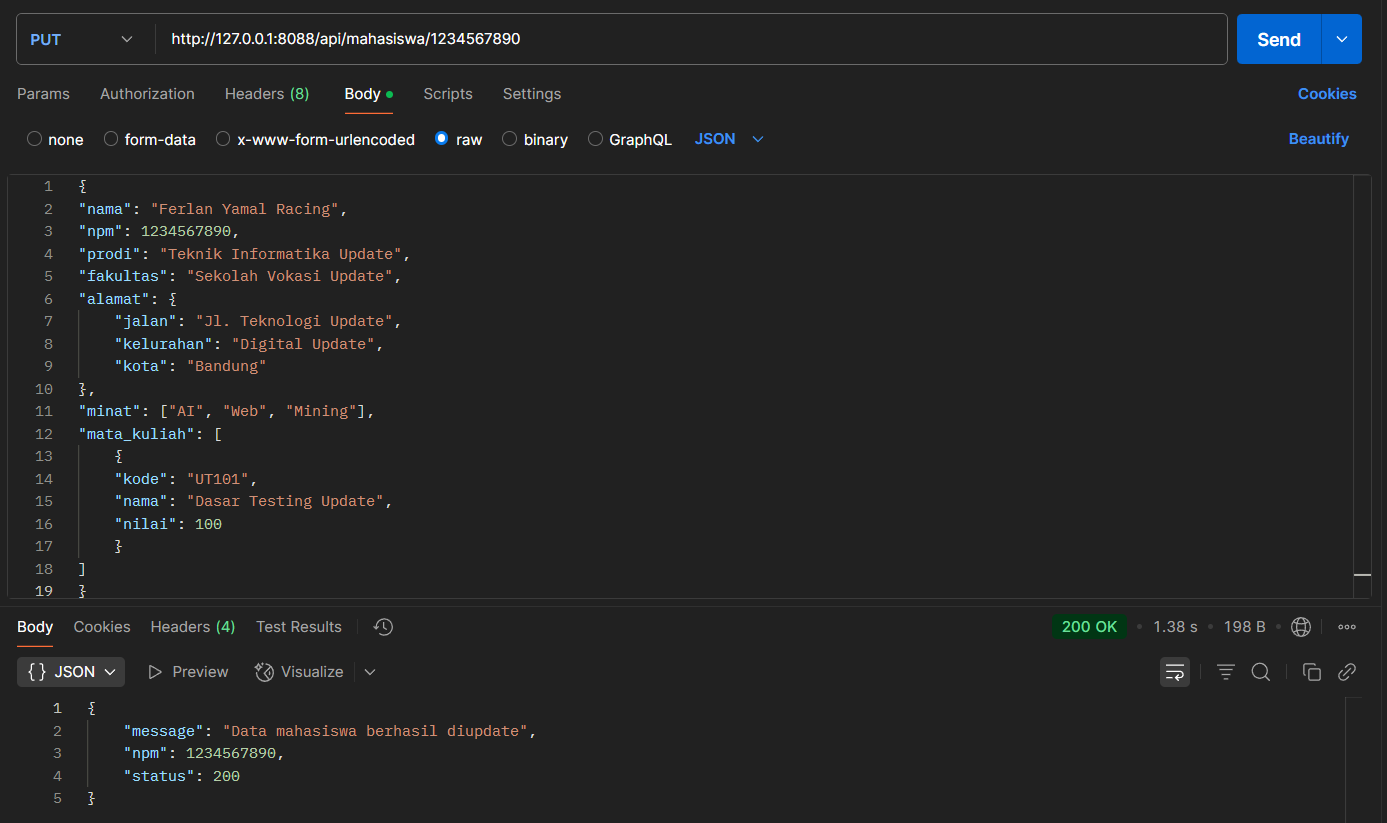 PUT http://127.0.0.1:8088/api/mahasiswa/1234567890 Send
Params Authorization Headers (8) Body Scripts Settings Cookies
none form-data x-www-form-urlencoded raw binary GraphQL JSON Beautify
1 {
2 "nama": "Ferlan Yamal Racing",
3 "npm": 1234567890,
4 "prodi": "Teknik Informatika Update",
5 "fakultas": "Sekolah Vokasi Update",
6 "alamat": {
7 "jalan": "Jl. Teknologi Update",
8 "kelurahan": "Digital Update",
9 "kota": "Bandung"
10 },
11 "minat": ["AI", "Web", "Mining"],
12 "mata_kuliah": [
13 {
14 "kode": "UT101",
15 "nama": "Dasar Testing Update",
16 "nilai": 100
17 }
18 ]
19 }
Body Cookies Headers (4) Test Results 200 OK • 1.38 s • 198 B •
{} JSON Preview Visualize
1 {
2 "message": "Data mahasiswa berhasil diupdate",
3 "npm": 1234567890,
4 "status": 200
5 }